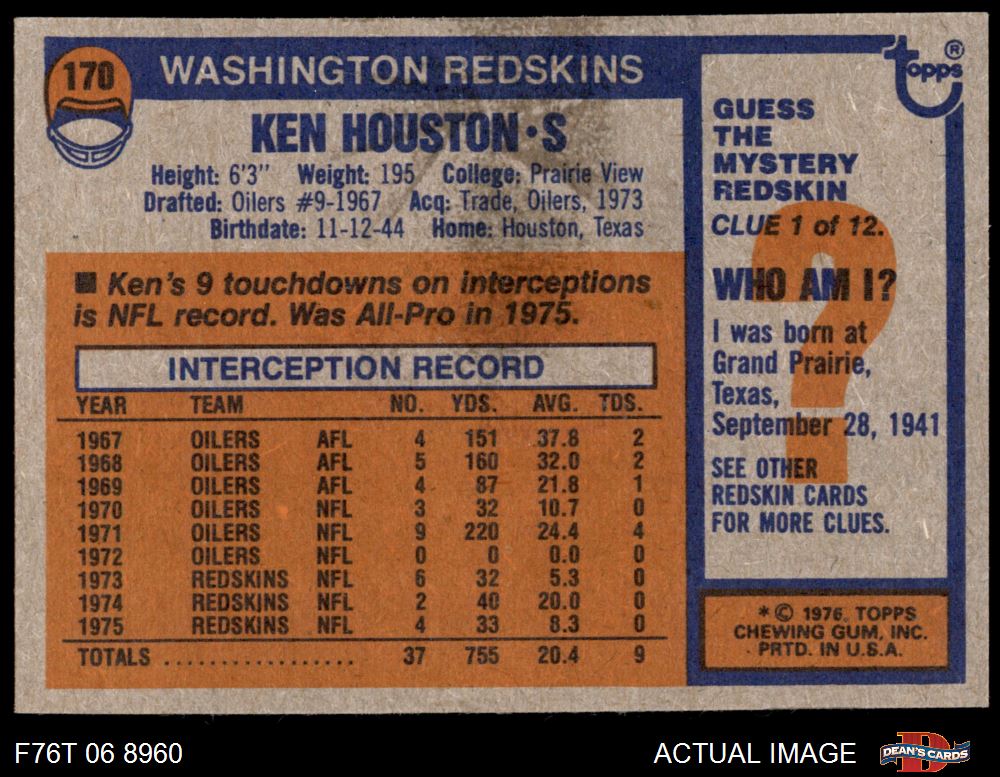 170
WASHINGTON REDSKINS
KEN HOUSTON • S
Height: 6'3" Weight: 195 College: Prairie View
Drafted: Oilers #9-1967 Acq: Trade, Oilers, 1973
Birthdate: 11-12-44 Home: Houston, Texas
■ Ken's 9 touchdowns on interceptions
is NFL record. Was All-Pro in 1975.
INTERCEPTION RECORD
YEAR TEAM NO. YDS. AVG. TDS.
1967 OILERS AFL 4 151 37.8 2
1968 OILERS AFL 5 160 32.0 2
1969 OILERS AFL 4 87 21.8 1
1970 OILERS NFL 3 32 10.7 0
1971 OILERS NFL 9 220 24.4 4
1972 OILERS NFL 0 0 0.0 0
1973 REDSKINS NFL 6 32 5.3 0
1974 REDSKINS NFL 2 40 20.0 0
1975 REDSKINS NFL 4 33 8.3 0
TOTALS .................. 37 755 20.4 9
topps®
GUESS
THE
MYSTERY
REDSKIN
CLUE 1 of 12.
?
WHO AM I?
I was born at
Grand Prairie,
Texas,
September 28, 1941
SEE OTHER
REDSKIN CARDS
FOR MORE CLUES.
*© 1976, TOPPS
CHEWING GUM, INC.
PRTD. IN U.S.A.
F76T 06 8960
ACTUAL IMAGE
D
DEAN'S CARDS